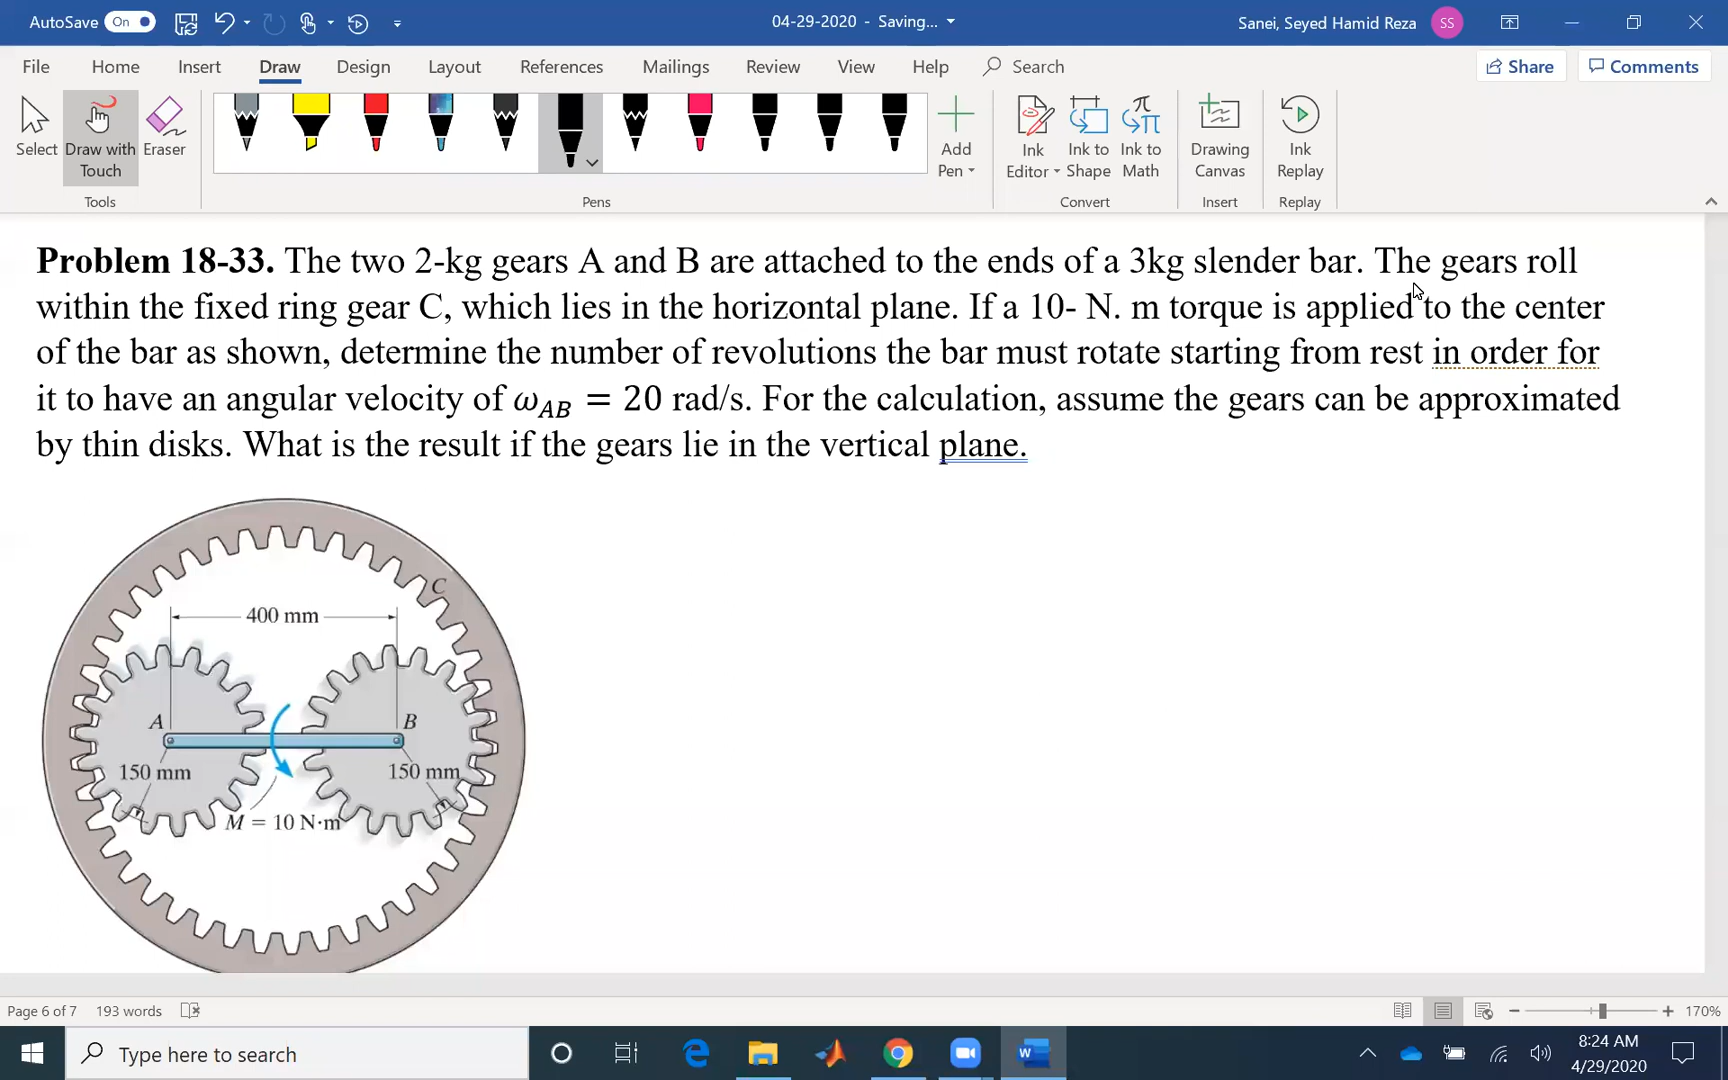 AutoSave On
04-29-2020 - Saving...
Sanei, Seyed Hamid Reza SS
File Home Insert Draw Design Layout References Mailings Review View Help Search
Share Comments
Select
Draw with Touch
Eraser
Add Pen
Ink Editor
Ink to Shape
Ink to Math
Drawing Canvas
Ink Replay
Tools Pens Convert Insert Replay
Problem 18-33. The two 2-kg gears A and B are attached to the ends of a 3kg slender bar. The gears roll
within the fixed ring gear C, which lies in the horizontal plane. If a 10- N. m torque is applied to the center
of the bar as shown, determine the number of revolutions the bar must rotate starting from rest in order for
it to have an angular velocity of ω_AB = 20 rad/s. For the calculation, assume the gears can be approximated
by thin disks. What is the result if the gears lie in the vertical plane.
C
400 mm
A B
150 mm 150 mm
M = 10 N·m
Page 6 of 7 193 words 170%
Type here to search
8:24 AM
4/29/2020